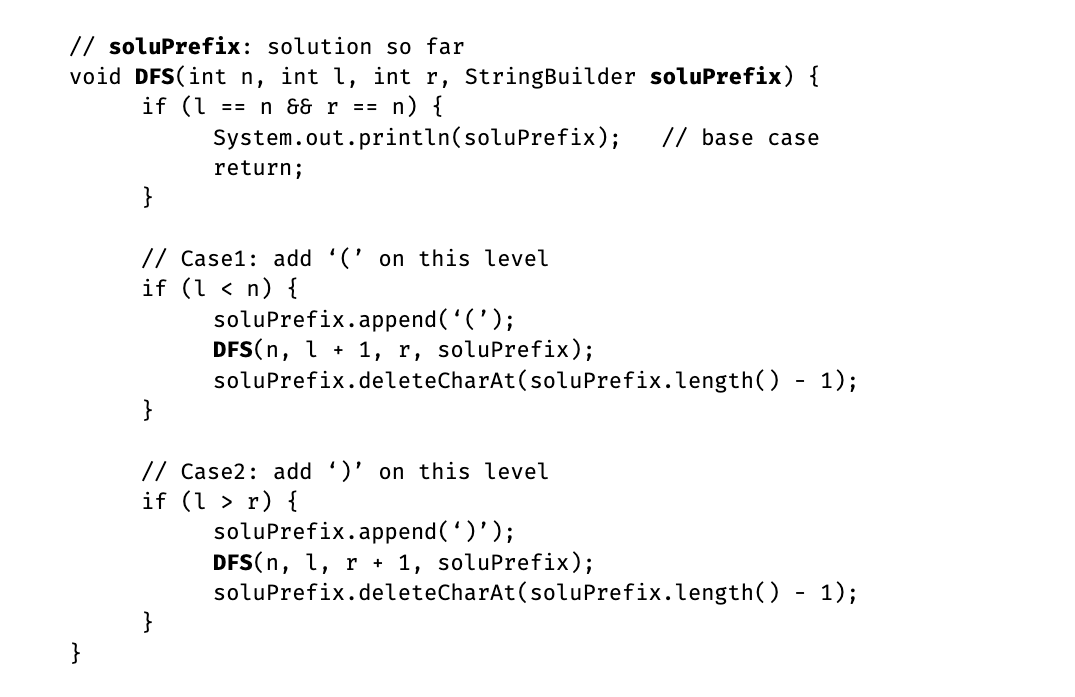 // soluPrefix: solution so far
void DFS(int n, int l, int r, StringBuilder soluPrefix) {
if (l == n && r == n) {
System.out.println(soluPrefix);   // base case
return;
}
// Case1: add ‘(’ on this level
if (l < n) {
soluPrefix.append(‘(’);
DFS(n, l + 1, r, soluPrefix);
soluPrefix.deleteCharAt(soluPrefix.length() - 1);
}
// Case2: add ‘)’ on this level
if (l > r) {
soluPrefix.append(‘)’);
DFS(n, l, r + 1, soluPrefix);
soluPrefix.deleteCharAt(soluPrefix.length() - 1);
}
}